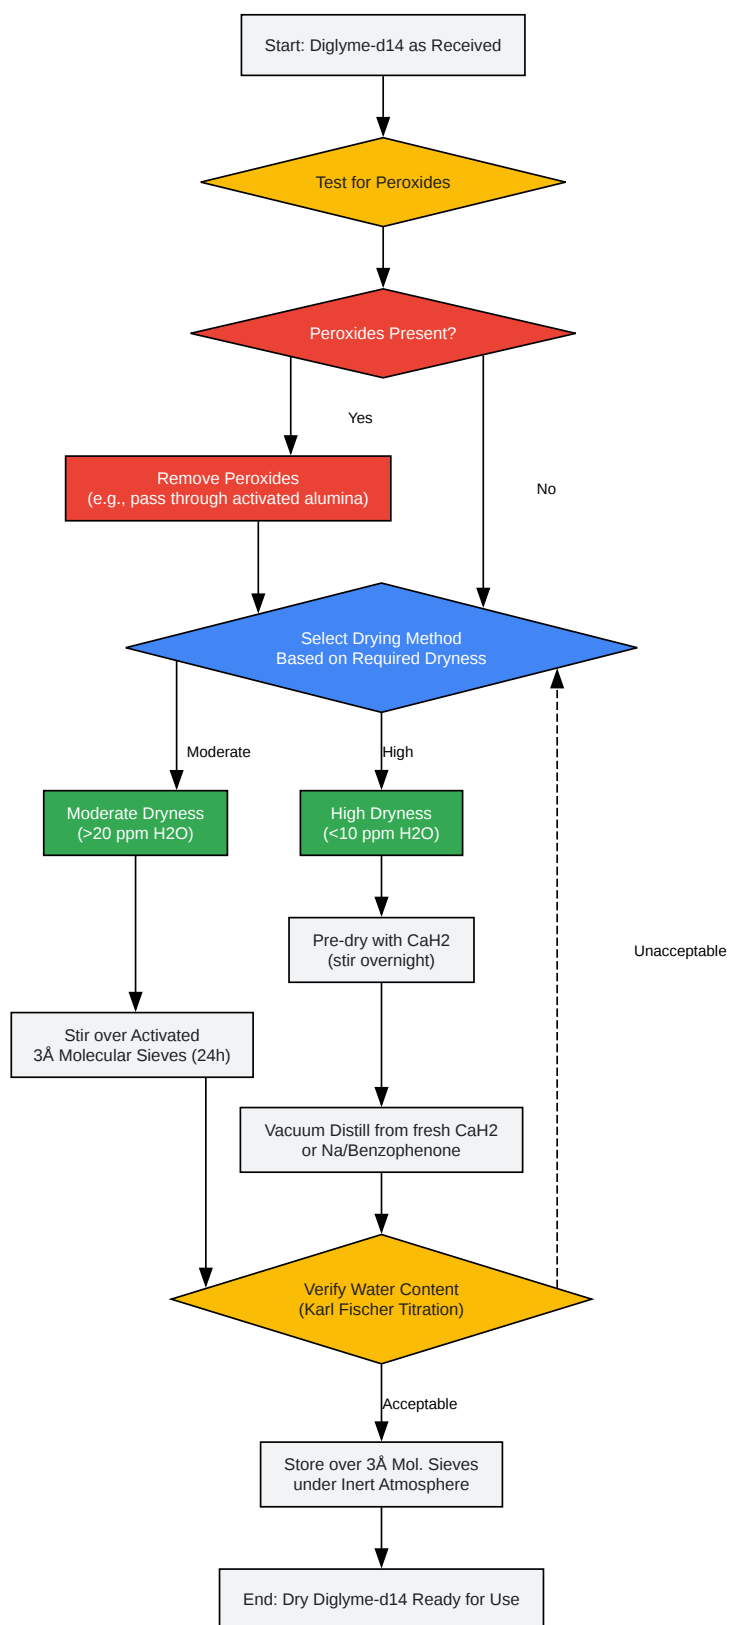 Start: Diglyme-d14 as Received
Test for Peroxides
Peroxides Present?
Yes
Remove Peroxides
(e.g., pass through activated alumina)
No
Select Drying Method
Based on Required Dryness
Moderate
High
Moderate Dryness
(>20 ppm H2O)
High Dryness
(<10 ppm H2O)
Pre-dry with CaH2
(stir overnight)
Unacceptable
Stir over Activated
3Å Molecular Sieves (24h)
Vacuum Distill from fresh CaH2
or Na/Benzophenone
Verify Water Content
(Karl Fischer Titration)
Acceptable
Store over 3Å Mol. Sieves
under Inert Atmosphere
End: Dry Diglyme-d14 Ready for Use